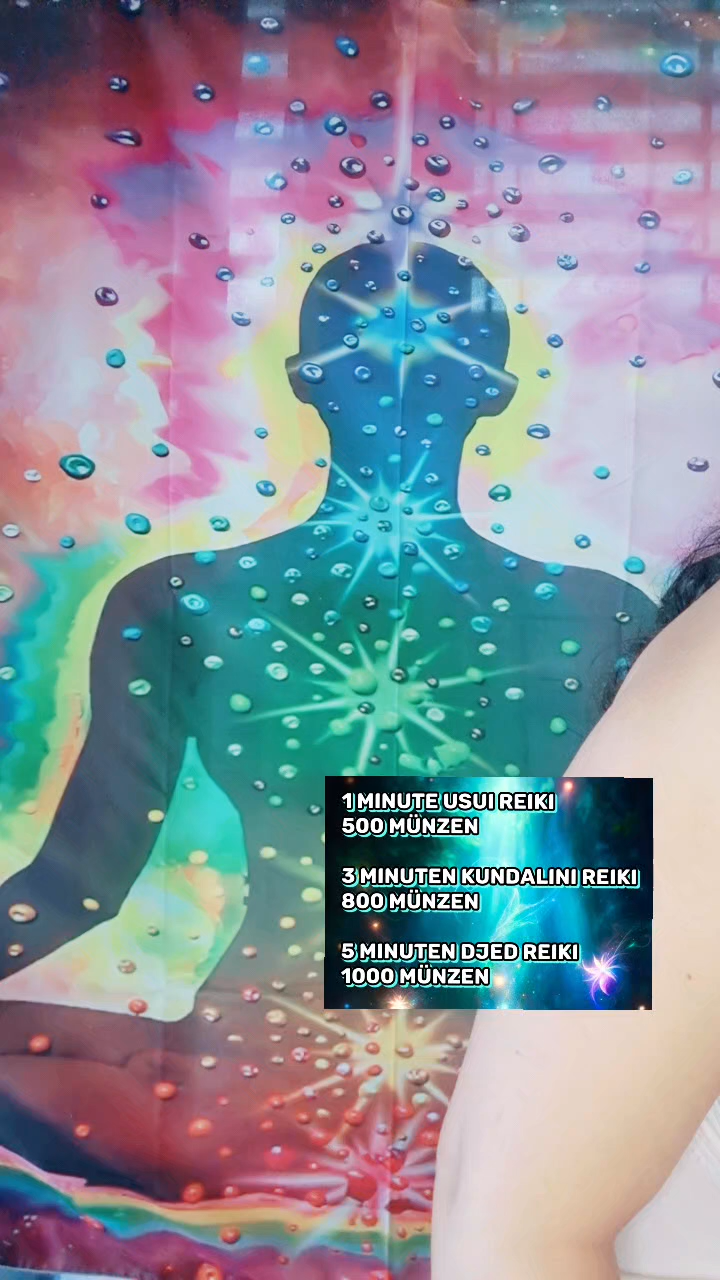 1 MINUTE USUI REIKI
500 MÜNZEN
3 MINUTEN KUNDALINI REIKI
800 MÜNZEN
5 MINUTEN DJED REIKI
1000 MÜNZEN